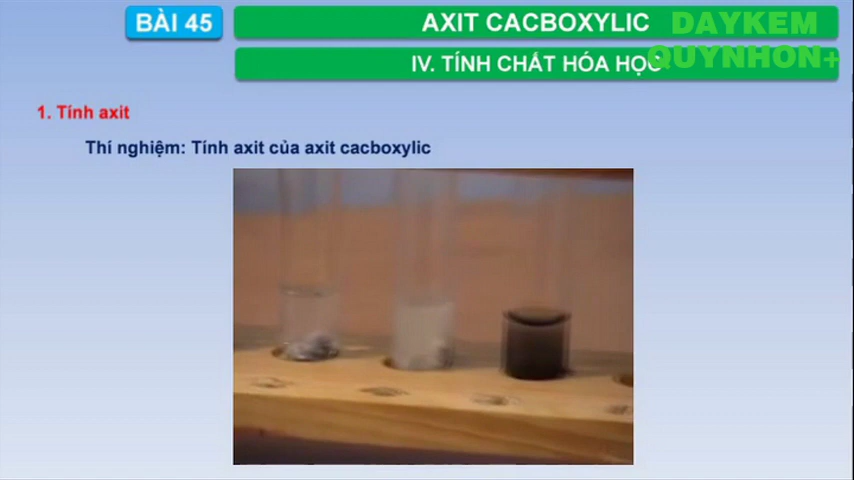 BÀI 45
AXIT CACBOXYLIC
DAYKEM
QUYNHON+
IV. TÍNH CHẤT HÓA HỌC
1. Tính axit
Thí nghiệm: Tính axit của axit cacboxylic